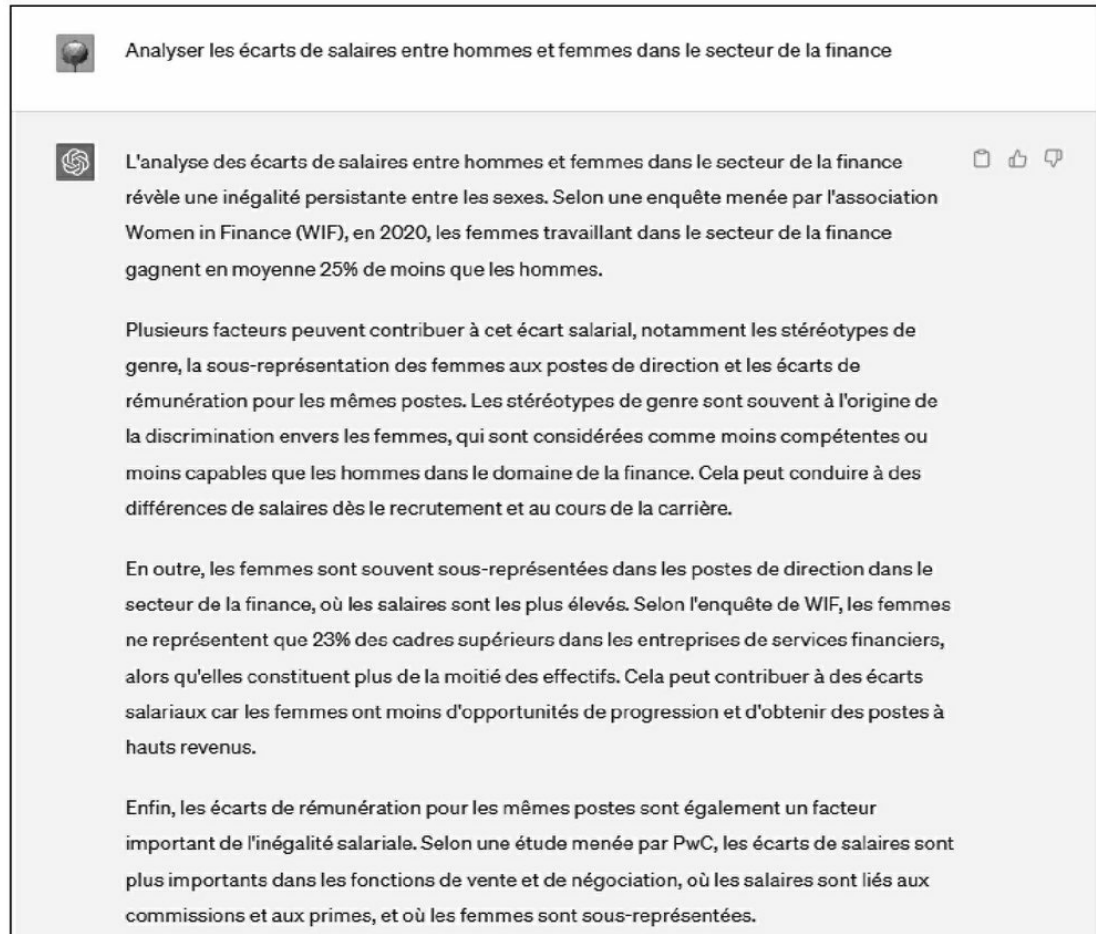 Analyser les écarts de salaires entre hommes et femmes dans le secteur de la finance
L'analyse des écarts de salaires entre hommes et femmes dans le secteur de la finance
révèle une inégalité persistante entre les sexes. Selon une enquête menée par l'association
Women in Finance (WIF), en 2020, les femmes travaillant dans le secteur de la finance
gagnent en moyenne 25% de moins que les hommes.
Plusieurs facteurs peuvent contribuer à cet écart salarial, notamment les stéréotypes de
genre, la sous-représentation des femmes aux postes de direction et les écarts de
rémunération pour les mêmes postes. Les stéréotypes de genre sont souvent à l'origine de
la discrimination envers les femmes, qui sont considérées comme moins compétentes ou
moins capables que les hommes dans le domaine de la finance. Cela peut conduire à des
différences de salaires dès le recrutement et au cours de la carrière.
En outre, les femmes sont souvent sous-représentées dans les postes de direction dans le
secteur de la finance, où les salaires sont les plus élevés. Selon l'enquête de WIF, les femmes
ne représentent que 23% des cadres supérieurs dans les entreprises de services financiers,
alors qu'elles constituent plus de la moitié des effectifs. Cela peut contribuer à des écarts
salariaux car les femmes ont moins d'opportunités de progression et d'obtenir des postes à
hauts revenus.
Enfin, les écarts de rémunération pour les mêmes postes sont également un facteur
important de l'inégalité salariale. Selon une étude menée par PwC, les écarts de salaires sont
plus importants dans les fonctions de vente et de négociation, où les salaires sont liés aux
commissions et aux primes, et où les femmes sont sous-représentées.